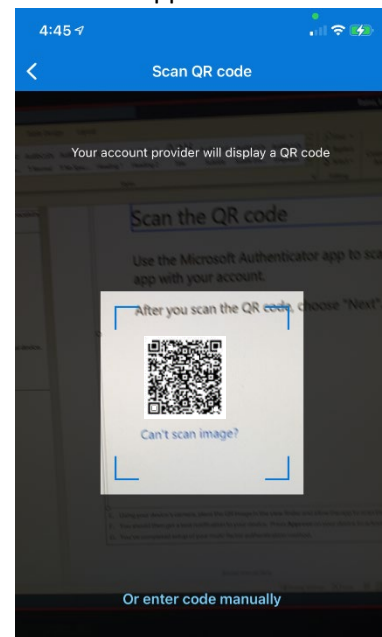 4:45
Scan QR code
Your account provider will display a QR code
Scan the QR code
Use the Microsoft Authenticator app to sca
app with your account.
After you scan the QR code, choose "Next"
Can't scan image?
Or enter code manually